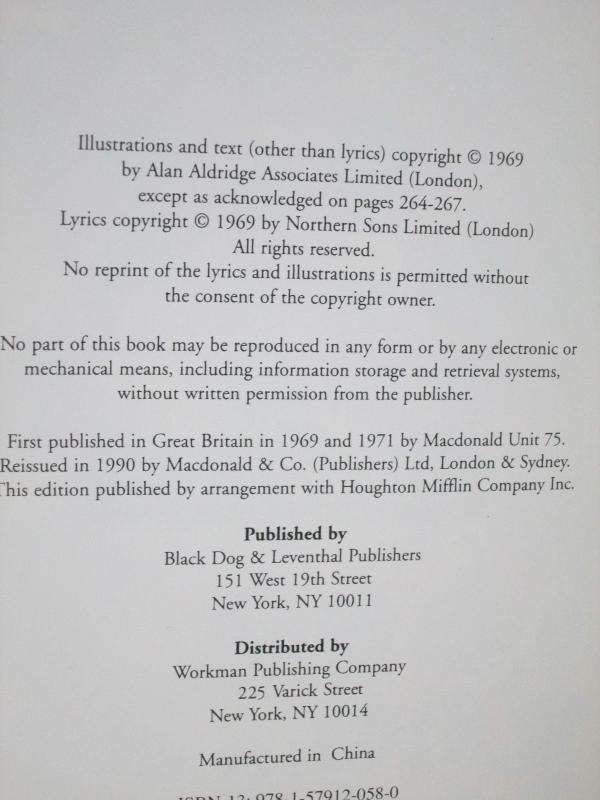 Illustrations and text (other than lyrics) copyright © 1969
by Alan Aldridge Associates Limited (London),
except as acknowledged on pages 264-267.
Lyrics copyright © 1969 by Northern Sons Limited (London)
All rights reserved.
No reprint of the lyrics and illustrations is permitted without
the consent of the copyright owner.
No part of this book may be reproduced in any form or by any electronic or
mechanical means, including information storage and retrieval systems,
without written permission from the publisher.
First published in Great Britain in 1969 and 1971 by Macdonald Unit 75.
Reissued in 1990 by Macdonald & Co. (Publishers) Ltd, London & Sydney.
This edition published by arrangement with Houghton Mifflin Company Inc.
Published by
Black Dog & Leventhal Publishers
151 West 19th Street
New York, NY 10011
Distributed by
Workman Publishing Company
225 Varick Street
New York, NY 10014
Manufactured in China
ISBN 13: 978-1-57912-058-0